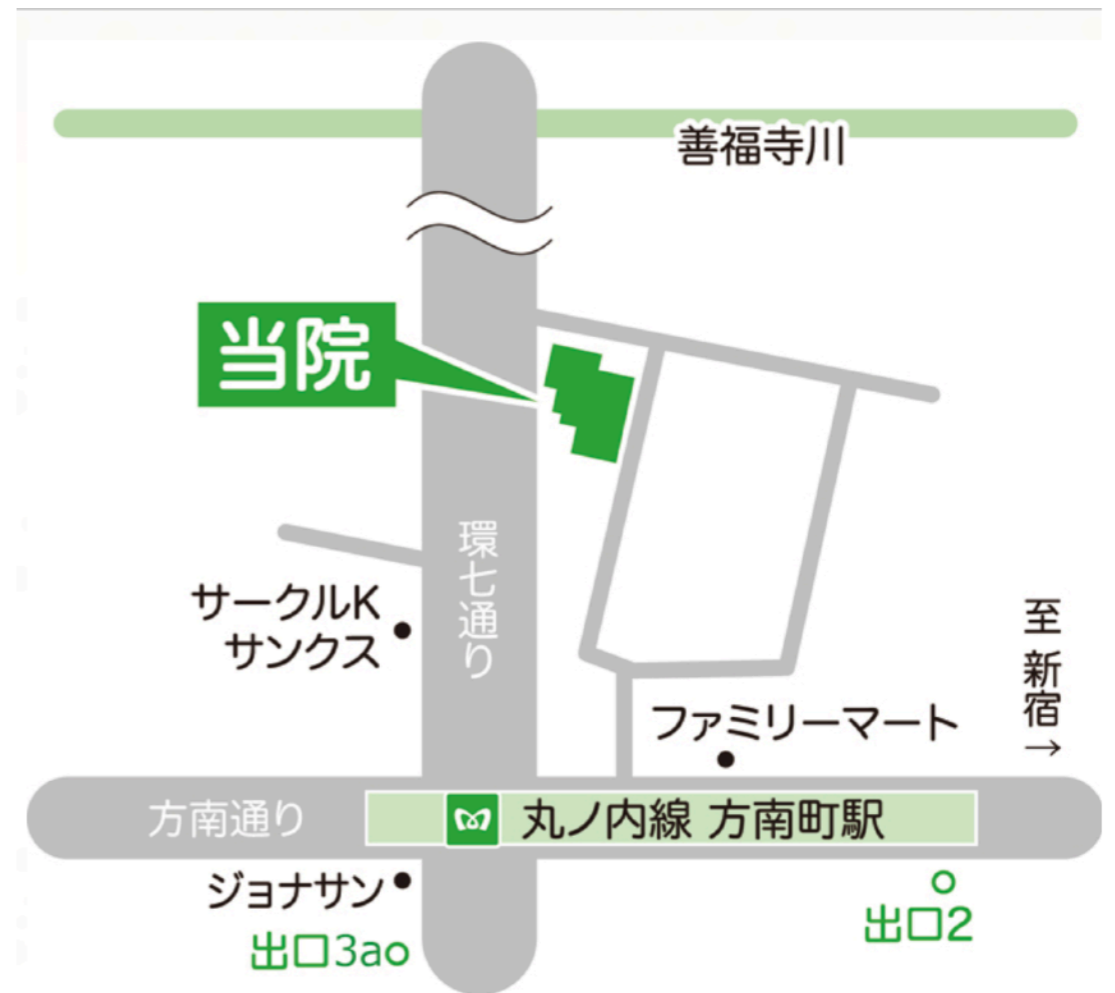 善福寺川
当院
環七通り
サークルK
サンクス
至 新宿→
ファミリーマート
方南通り
丸ノ内線 方南町駅
ジョナサン
出口2
出口3a